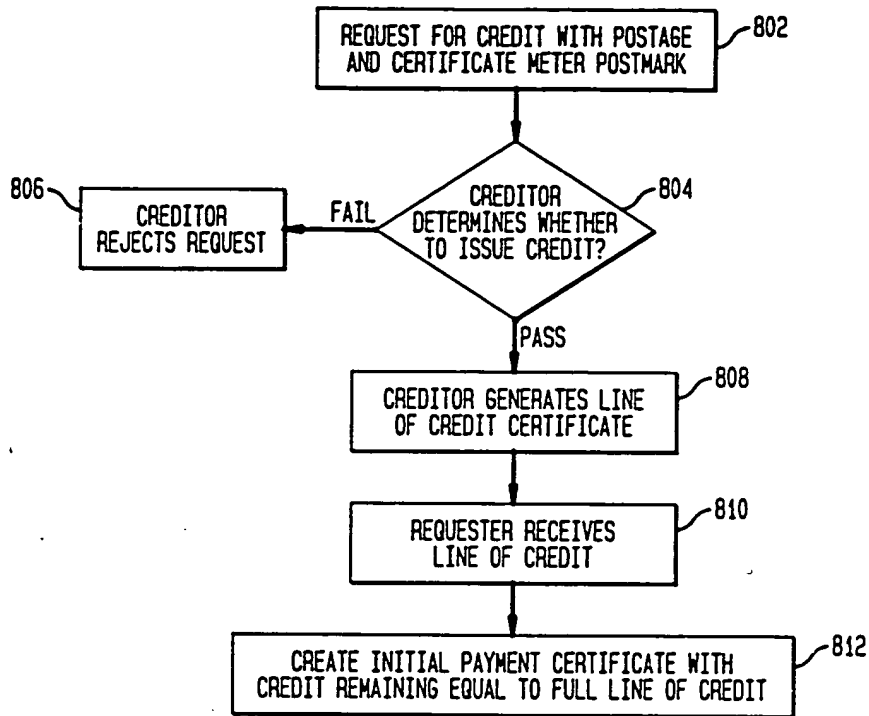 REQUEST FOR CREDIT WITH POSTAGE
AND CERTIFICATE METER POSTMARK
802
CREDITOR
DETERMINES WHETHER
TO ISSUE CREDIT?
804
FAIL
806
CREDITOR
REJECTS REQUEST
PASS
CREDITOR GENERATES LINE
OF CREDIT CERTIFICATE
808
REQUESTER RECEIVES
LINE OF CREDIT
810
CREATE INITIAL PAYMENT CERTIFICATE WITH
CREDIT REMAINING EQUAL TO FULL LINE OF CREDIT
812